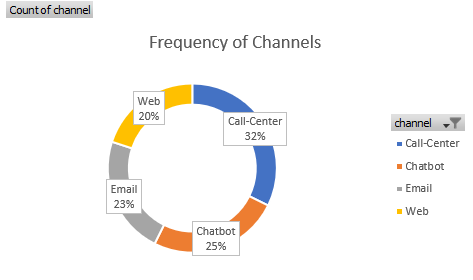 Count of channel
Frequency of Channels
Web
20%
Call-Center
32%
channel
Call-Center
Chatbot
Email
Web
Email
23%
Chatbot
25%